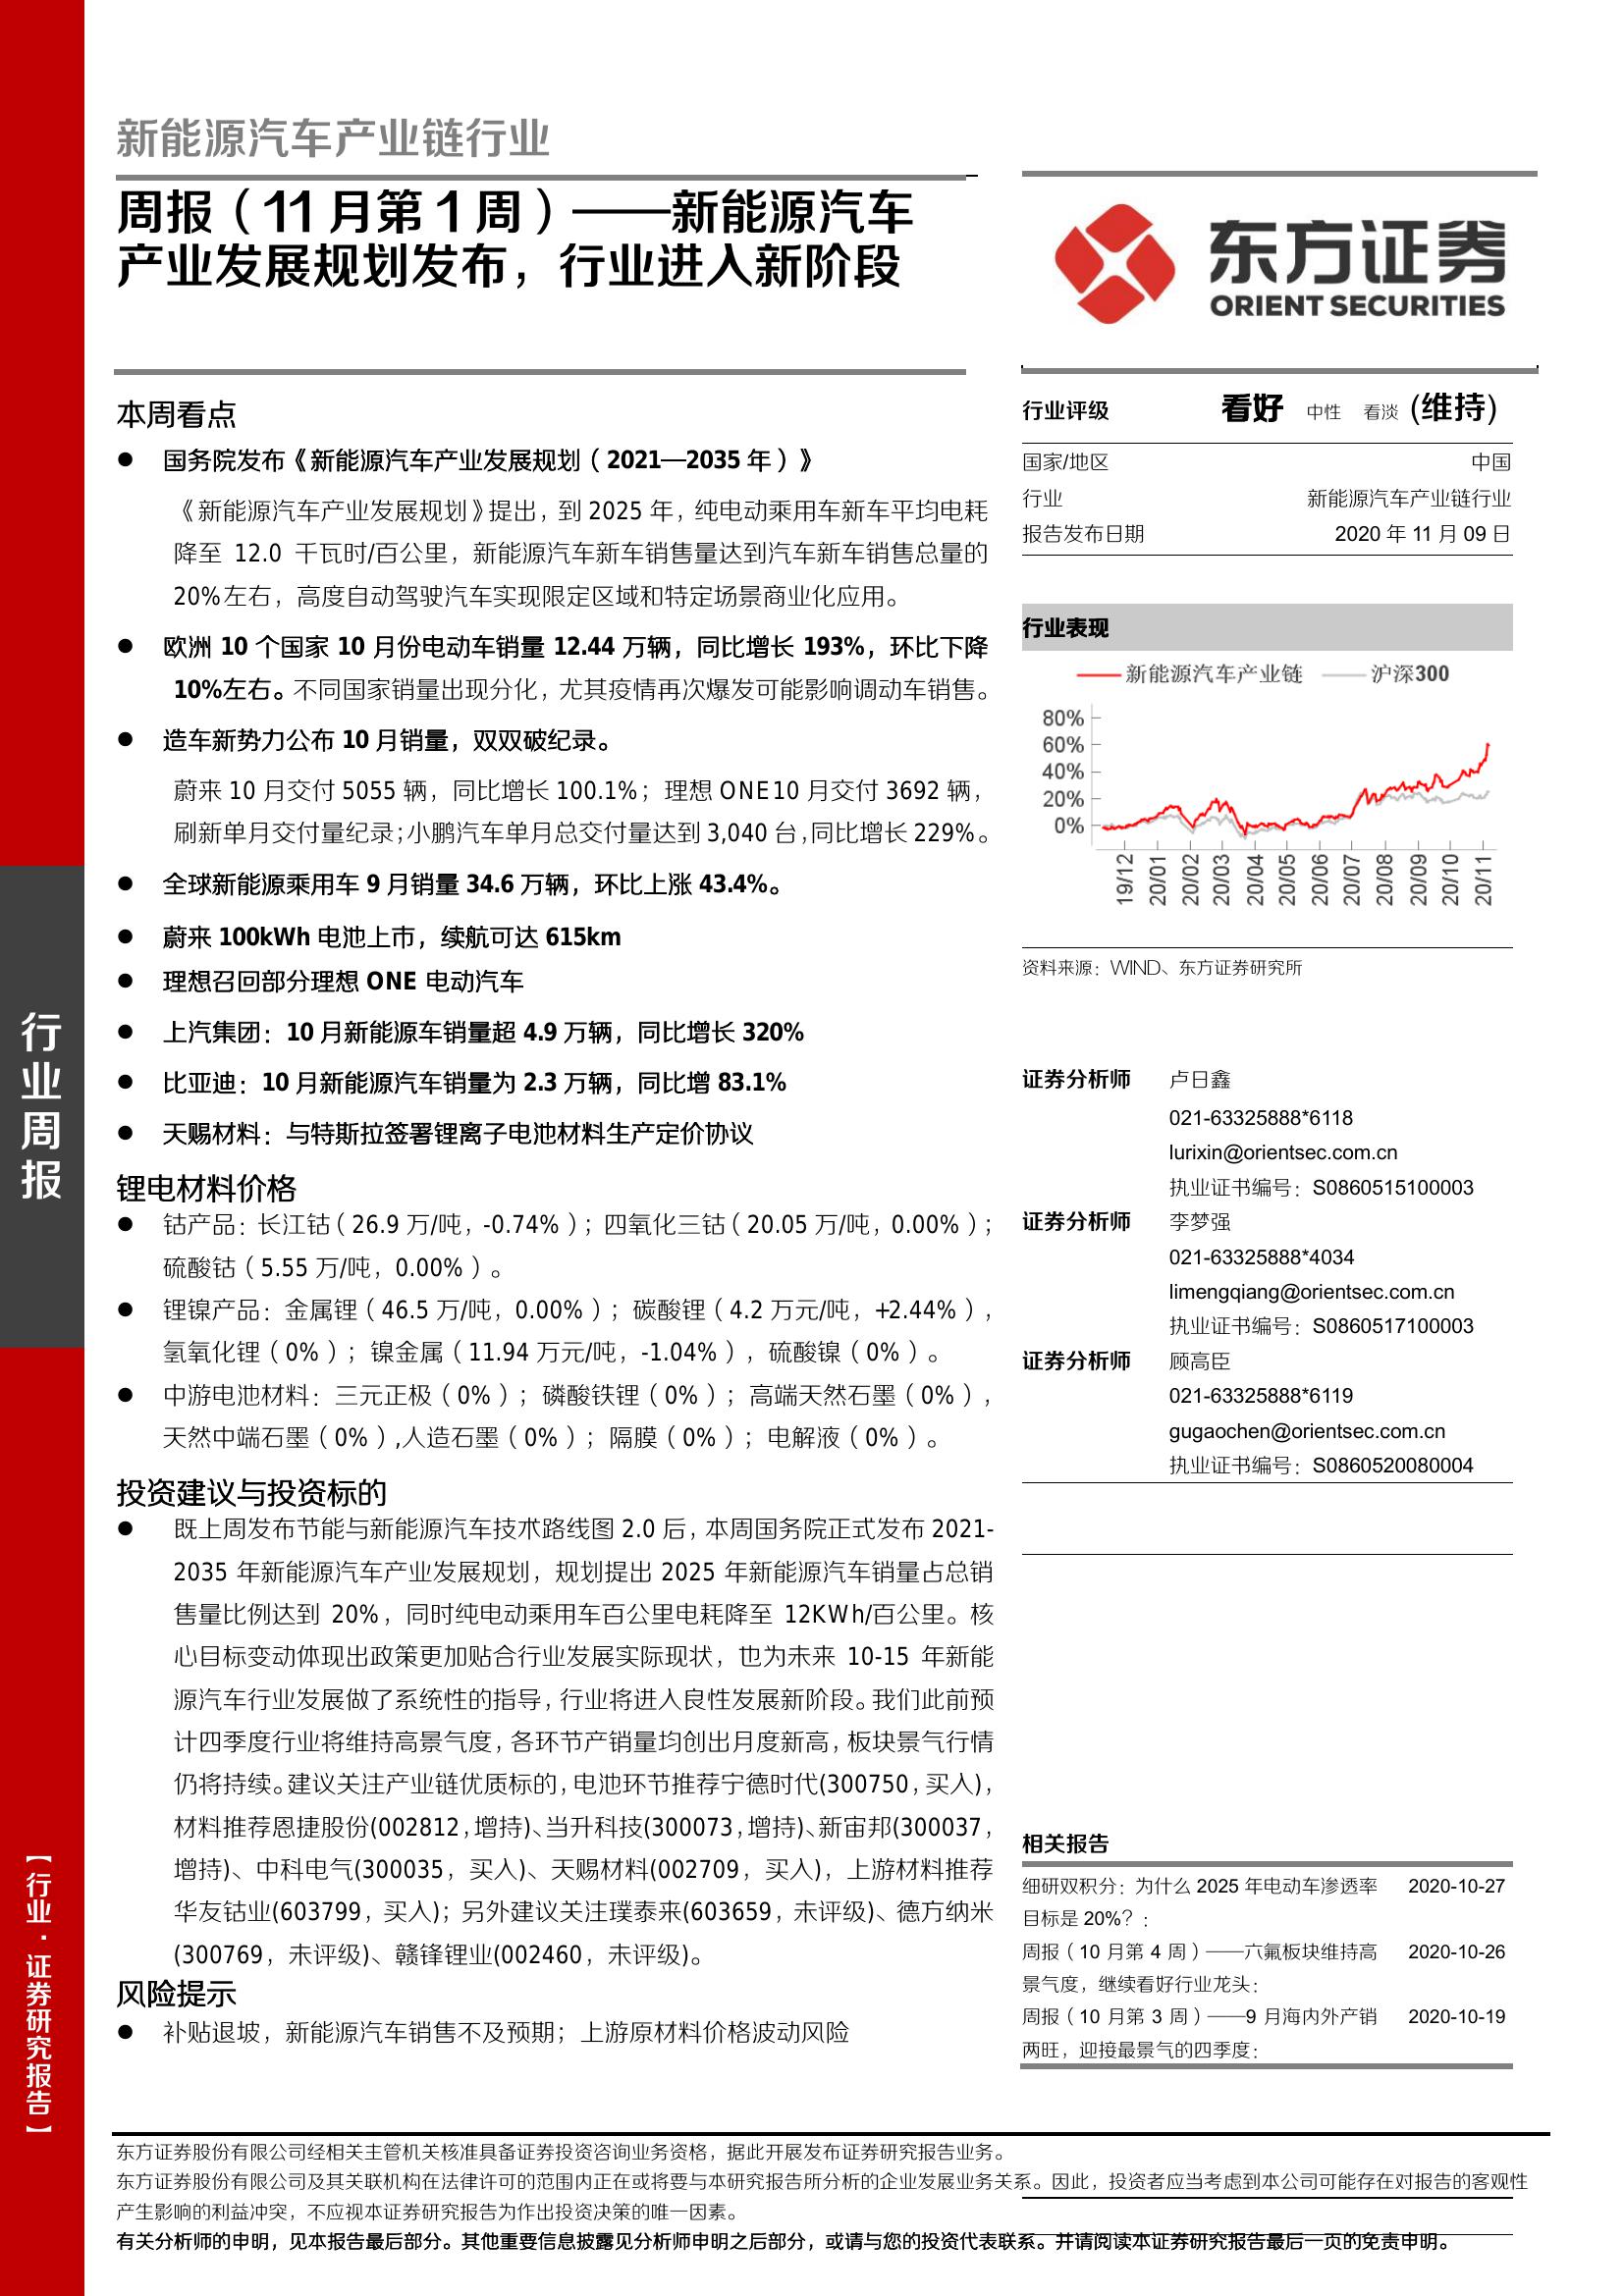 新能源汽车产业链行业
周报（11 月第 1 周）——新能源汽车
产业发展规划发布，行业进入新阶段
东方证券
ORIENT SECURITIES
本周看点
● 国务院发布《新能源汽车产业发展规划（2021—2035 年）》
《新能源汽车产业发展规划》提出，到 2025 年，纯电动乘用车新车平均电耗
降至 12.0 千瓦时/百公里，新能源汽车新车销售量达到汽车新车销售总量的
20%左右，高度自动驾驶汽车实现限定区域和特定场景商业化应用。
● 欧洲 10 个国家 10 月份电动车销量 12.44 万辆，同比增长 193%，环比下降
10%左右。不同国家销量出现分化，尤其疫情再次爆发可能影响调动车销售。
● 造车新势力公布 10 月销量，双双破纪录。
蔚来 10 月交付 5055 辆，同比增长 100.1%；理想 ONE10 月交付 3692 辆，
刷新单月交付量纪录；小鹏汽车单月总交付量达到 3,040 台，同比增长 229%。
● 全球新能源乘用车 9 月销量 34.6 万辆，环比上涨 43.4%。
● 蔚来 100kWh 电池上市，续航可达 615km
● 理想召回部分理想 ONE 电动汽车
● 上汽集团：10 月新能源车销量超 4.9 万辆，同比增长 320%
● 比亚迪：10 月新能源汽车销量为 2.3 万辆，同比增 83.1%
● 天赐材料：与特斯拉签署锂离子电池材料生产定价协议
锂电材料价格
● 钴产品：长江钴（26.9 万/吨，-0.74%）；四氧化三钴（20.05 万/吨，0.00%）；
硫酸钴（5.55 万/吨，0.00%）。
● 锂镍产品：金属锂（46.5 万/吨，0.00%）；碳酸锂（4.2 万元/吨，+2.44%），
氢氧化锂（0%）；镍金属（11.94 万元/吨，-1.04%），硫酸镍（0%）。
● 中游电池材料：三元正极（0%）；磷酸铁锂（0%）；高端天然石墨（0%），
天然中端石墨（0%）,人造石墨（0%）；隔膜（0%）；电解液（0%）。
投资建议与投资标的
● 既上周发布节能与新能源汽车技术路线图 2.0 后，本周国务院正式发布 2021-
2035 年新能源汽车产业发展规划，规划提出 2025 年新能源汽车销量占总销
售量比例达到 20%，同时纯电动乘用车百公里电耗降至 12KWh/百公里。核
心目标变动体现出政策更加贴合行业发展实际现状，也为未来 10-15 年新能
源汽车行业发展做了系统性的指导，行业将进入良性发展新阶段。我们此前预
计四季度行业将维持高景气度，各环节产销量均创出月度新高，板块景气行情
仍将持续。建议关注产业链优质标的，电池环节推荐宁德时代(300750，买入)，
材料推荐恩捷股份(002812，增持)、当升科技(300073，增持)、新宙邦(300037，
增持)、中科电气(300035，买入)、天赐材料(002709，买入)，上游材料推荐
华友钴业(603799，买入)；另外建议关注璞泰来(603659，未评级)、德方纳米
(300769，未评级)、赣锋锂业(002460，未评级)。
风险提示
● 补贴退坡，新能源汽车销售不及预期；上游原材料价格波动风险
行业评级 看好 中性 看淡 (维持)
国家/地区 中国
行业 新能源汽车产业链行业
报告发布日期 2020 年 11 月 09 日
行业表现
新能源汽车产业链 沪深300
80%
60%
40%
20%
0%
19/12 20/01 20/02 20/03 20/04 20/05 20/06 20/07 20/08 20/09 20/10 20/11
资料来源：WIND、东方证券研究所
证券分析师 卢日鑫
021-63325888*6118
lurixin@orientsec.com.cn
执业证书编号：S0860515100003
证券分析师 李梦强
021-63325888*4034
limengqiang@orientsec.com.cn
执业证书编号：S0860517100003
证券分析师 顾高臣
021-63325888*6119
gugaochen@orientsec.com.cn
执业证书编号：S0860520080004
相关报告
细研双积分：为什么 2025 年电动车渗透率 2020-10-27
目标是 20%？：
周报（10 月第 4 周）——六氟板块维持高 2020-10-26
景气度，继续看好行业龙头：
周报（10 月第 3 周）——9 月海内外产销 2020-10-19
两旺，迎接最景气的四季度：
行业周报
【行业·证券研究报告】
东方证券股份有限公司经相关主管机关核准具备证券投资咨询业务资格，据此开展发布证券研究报告业务。
东方证券股份有限公司及其关联机构在法律许可的范围内正在或将要与本研究报告所分析的企业发展业务关系。因此，投资者应当考虑到本公司可能存在对报告的客观性
产生影响的利益冲突，不应视本证券研究报告为作出投资决策的唯一因素。
有关分析师的申明，见本报告最后部分。其他重要信息披露见分析师申明之后部分，或请与您的投资代表联系。并请阅读本证券研究报告最后一页的免责申明。